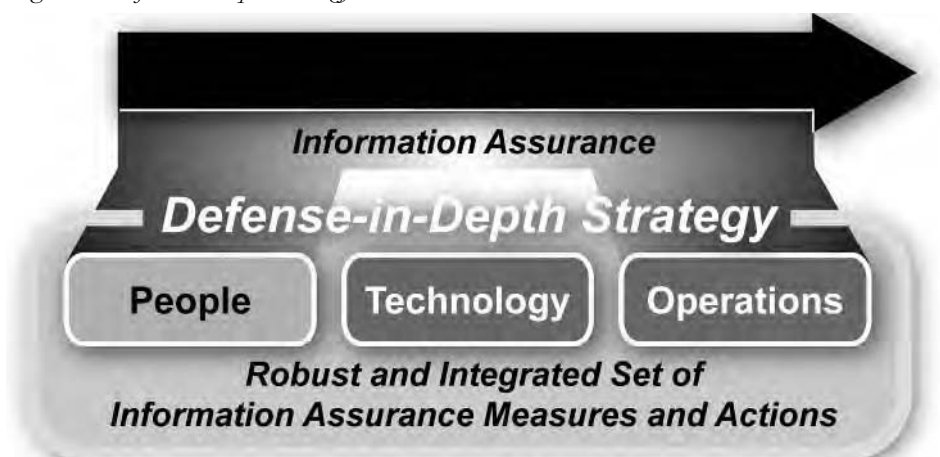 Information Assurance
Defense-in-Depth Strategy
People
Technology
Operations
Robust and Integrated Set of
Information Assurance Measures and Actions